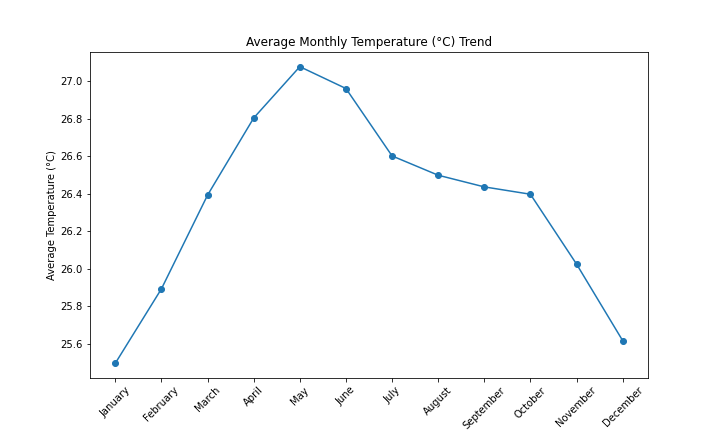 Average Monthly Temperature (°C) Trend
Average Temperature (°C)
27.0
26.8
26.6
26.4
26.2
26.0
25.8
25.6
January
February
March
April
May
June
July
August
September
October
November
December